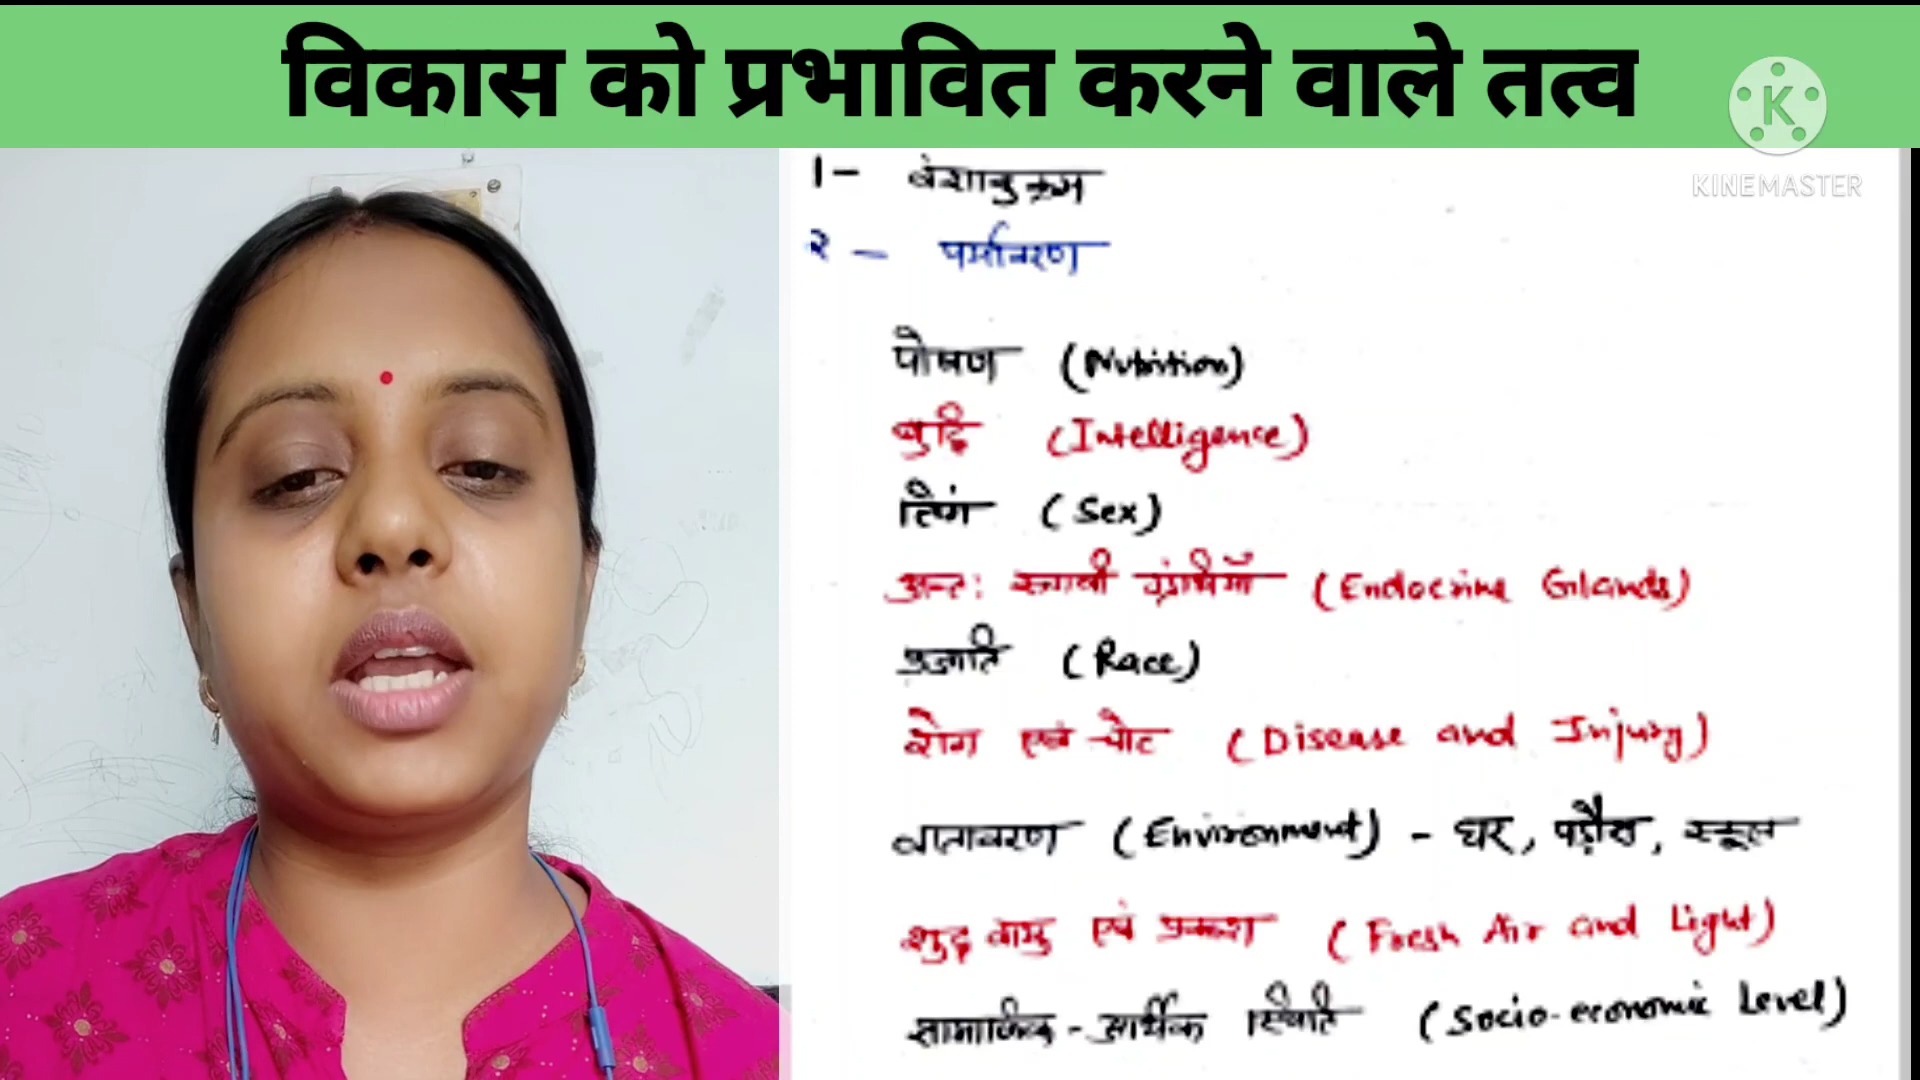 विकास को प्रभावित करने वाले तत्व
KINEMASTER
1- वंशानुक्रम
२ - पर्यावरण
पोषण (Nutrition)
बुद्धि (Intelligence)
लिंग (Sex)
अन्त: स्त्रावी ग्रंथियाँ (Endocrine Glands)
प्रजाति (Race)
रोग एवं चोट (Disease and Injury)
वातावरण (Environment) - घर, पड़ौस, स्कूल
शुद्ध वायु एवं प्रकाश (Fresh Air and Light)
सामाजिक - आर्थिक स्थिति (Socio-economic Level)